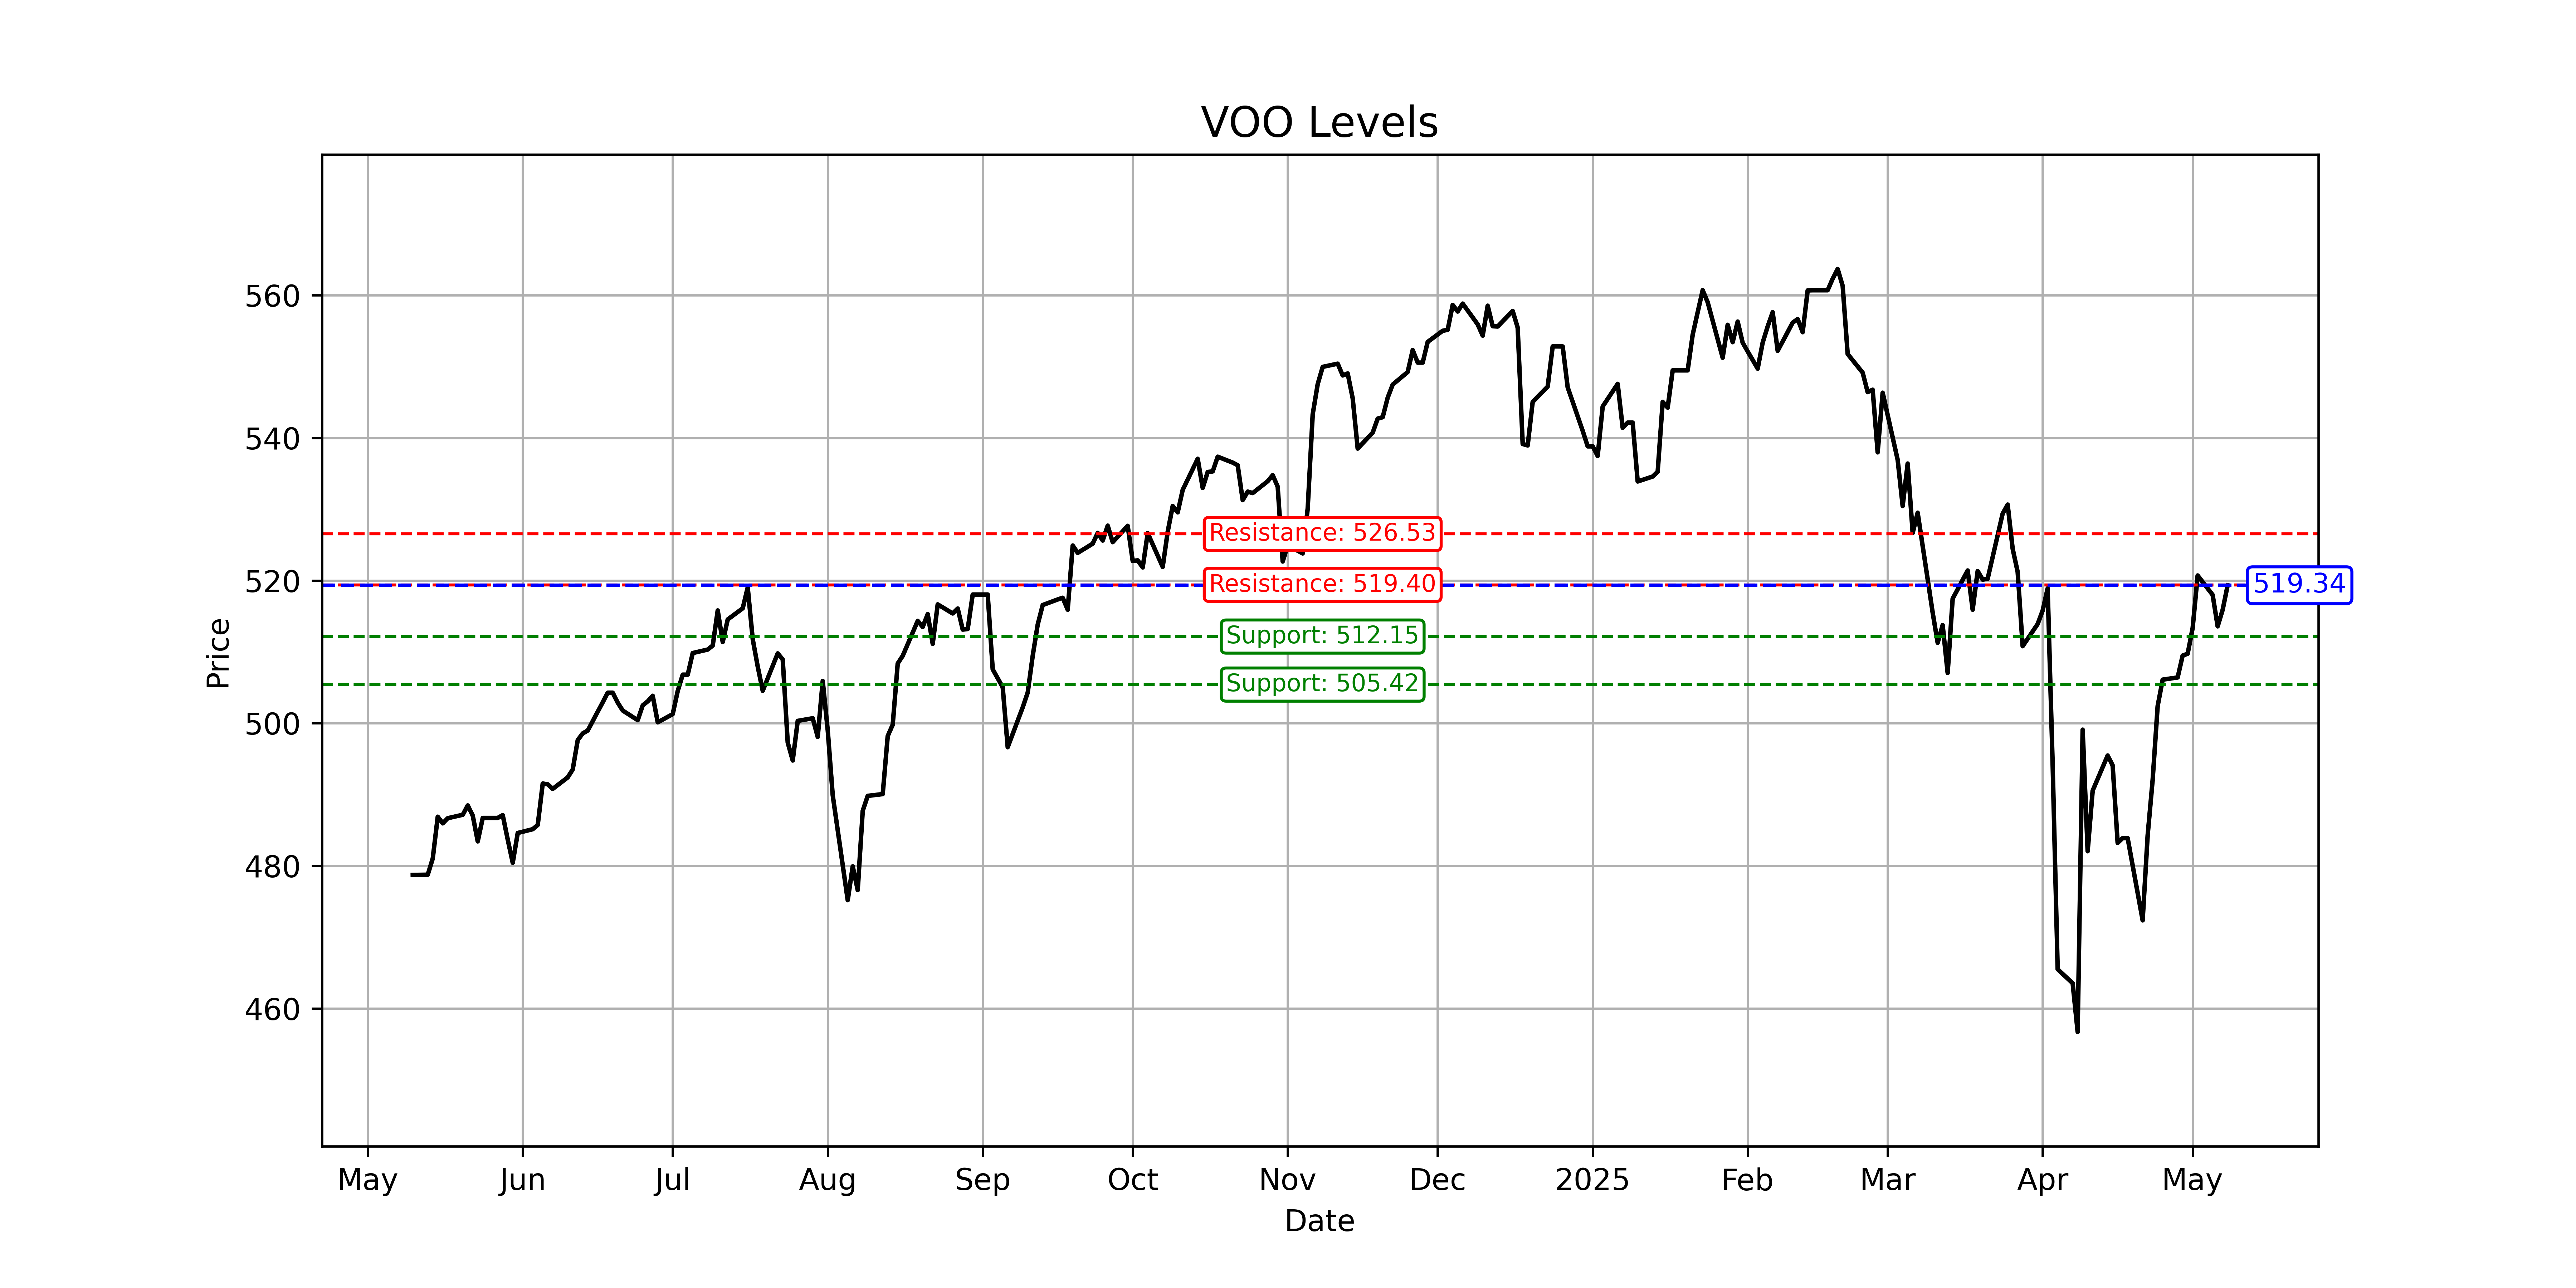 VOO Levels
Price
560
540
520
500
480
460
Resistance: 526.53
Resistance: 519.40
519.34
Support: 512.15
Support: 505.42
May Jun Jul Aug Sep Oct Nov Dec 2025 Feb Mar Apr May
Date